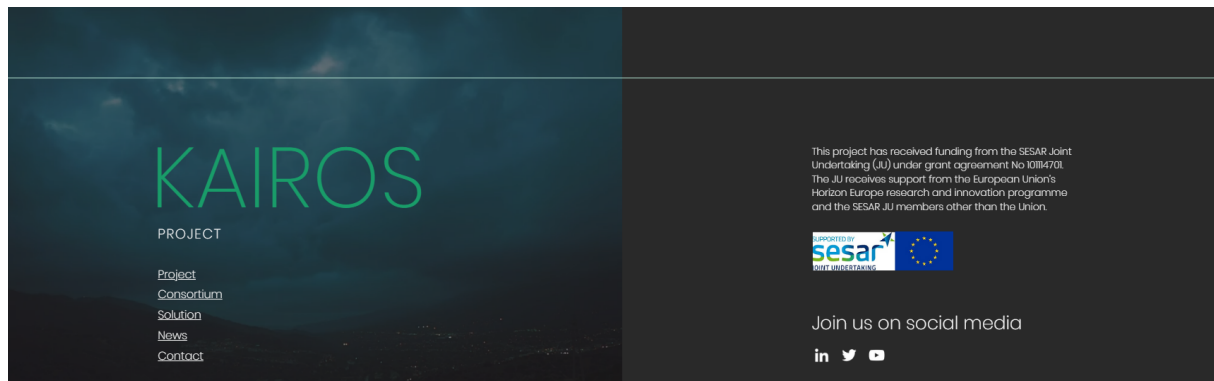 KAIROS
PROJECT
Project
Consortium
Solution
News
Contact
This project has received funding from the SESAR Joint
Undertaking (JU) under grant agreement No 101114701.
The JU receives support from the European Union's
Horizon Europe research and innovation programme
and the SESAR JU members other than the Union.
SUPPORTED BY
sesar
JOINT UNDERTAKING
Join us on social media
in